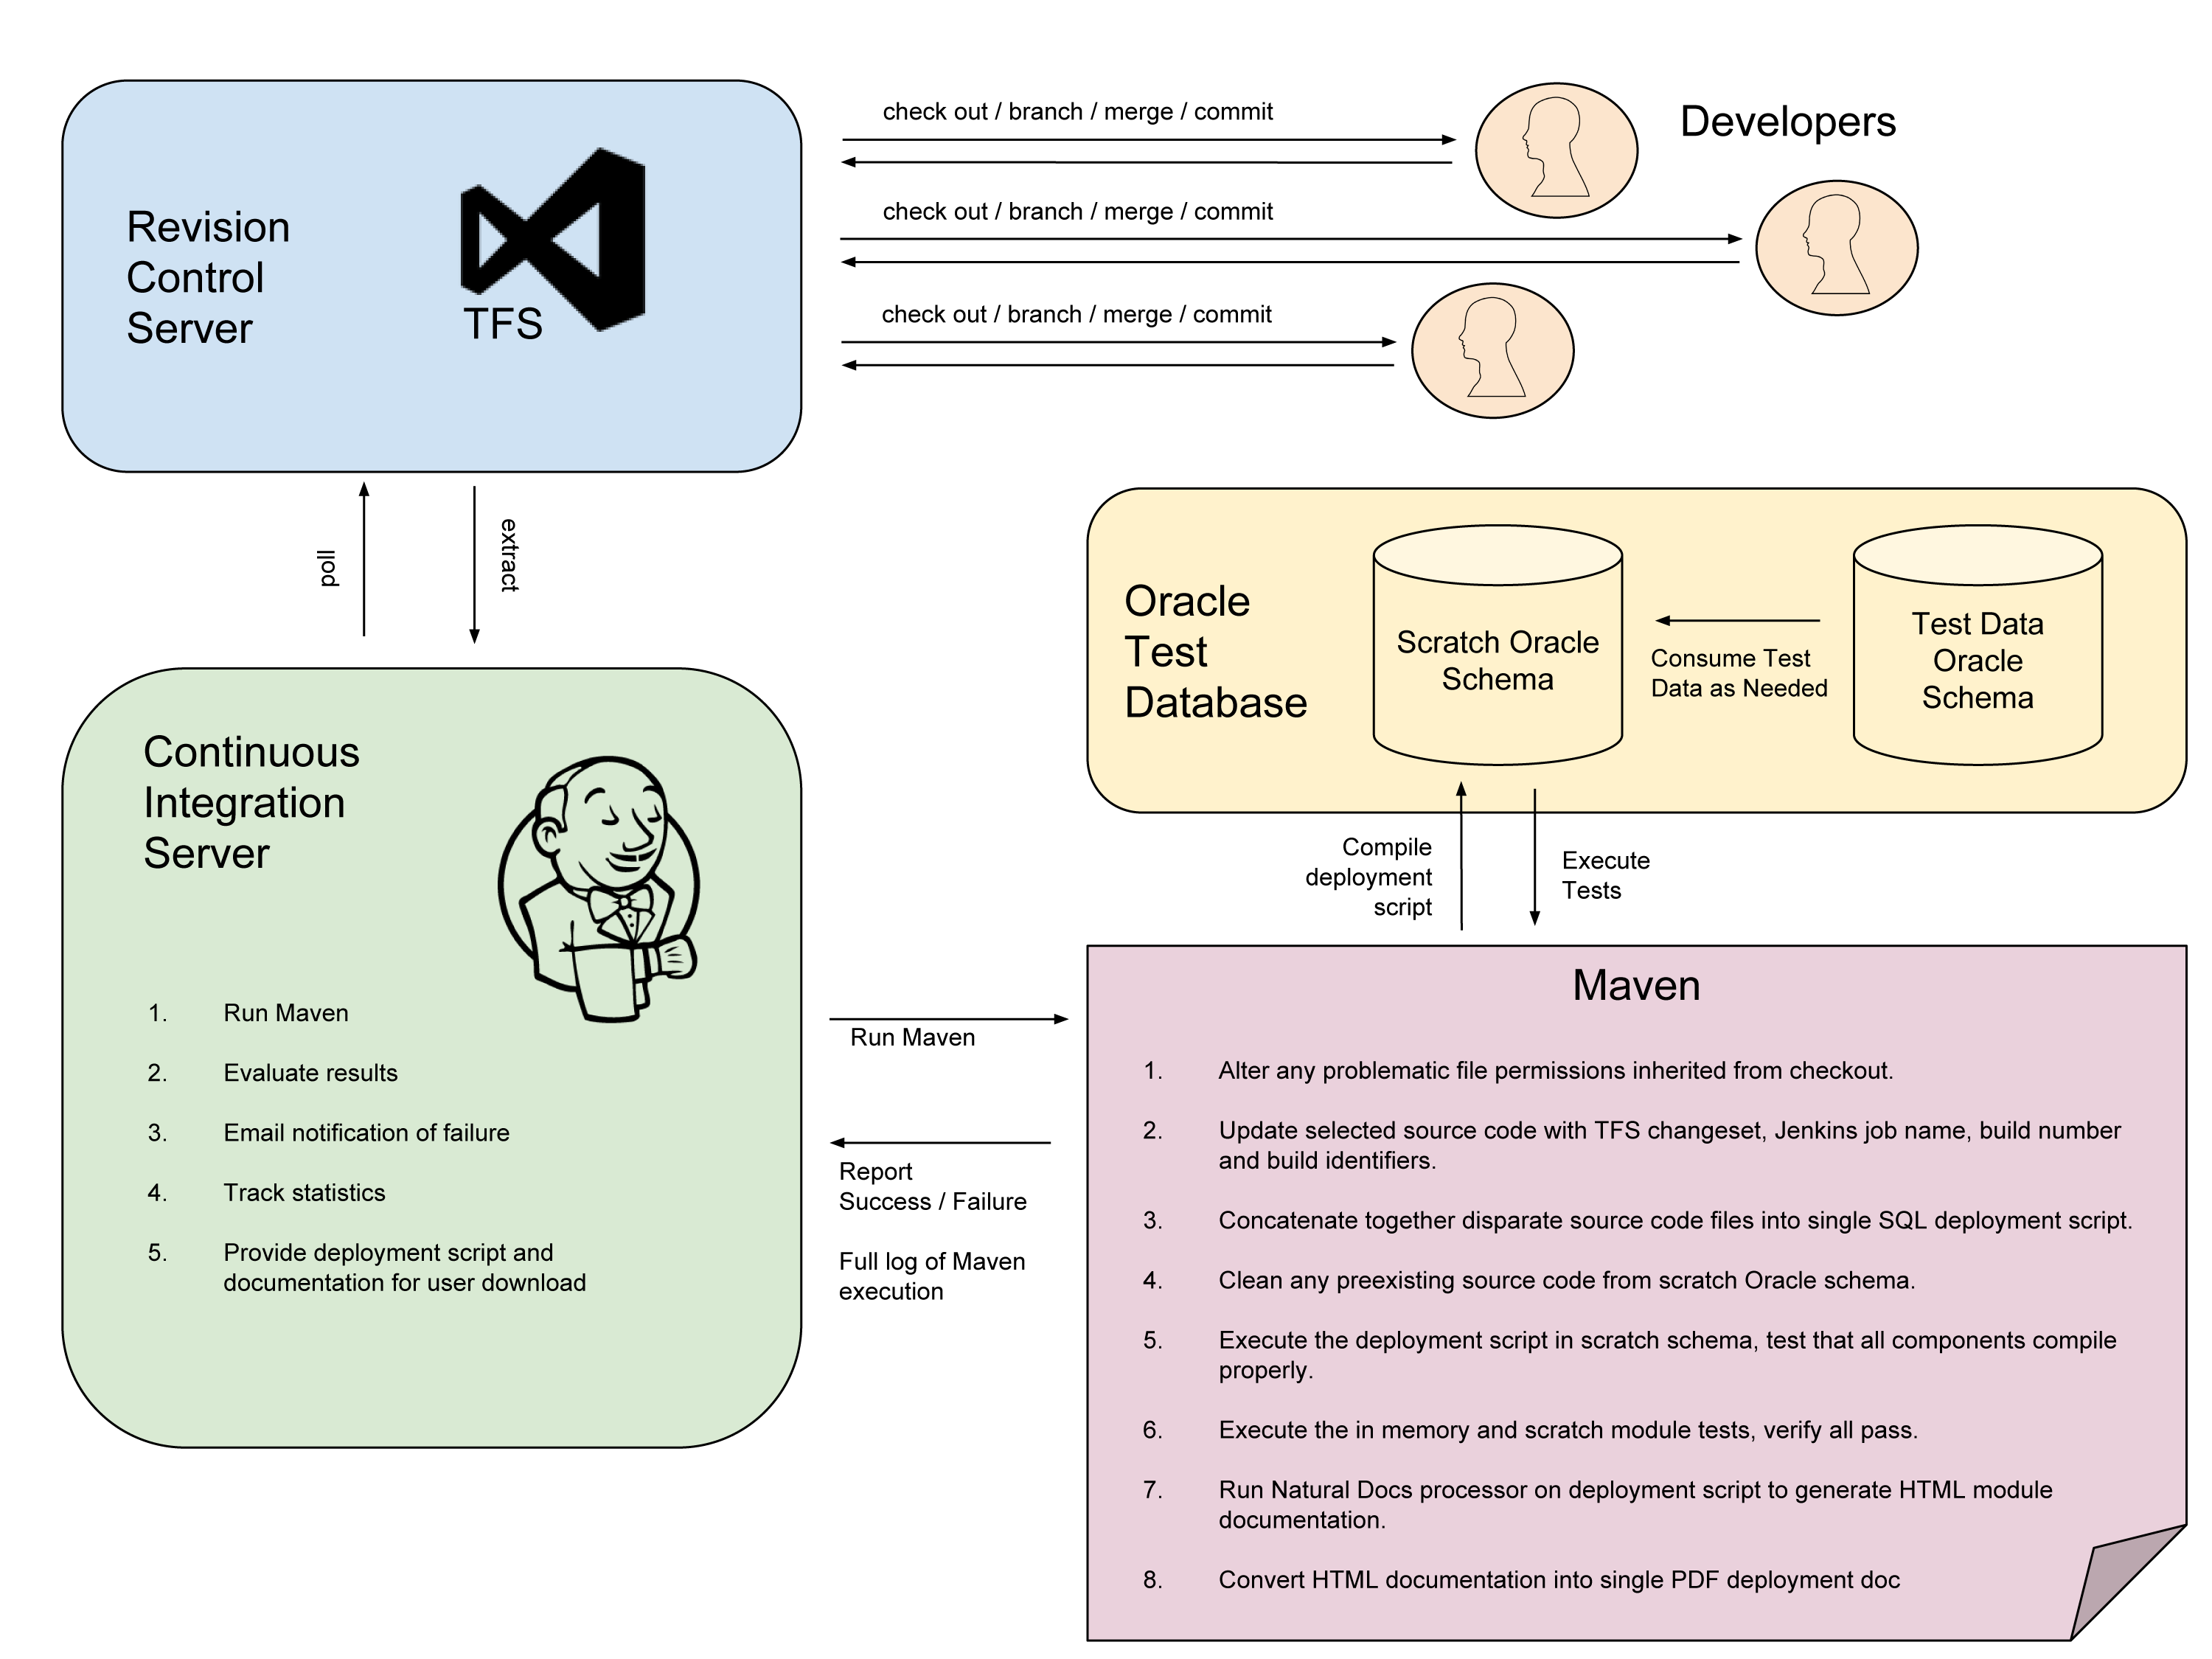 check out / branch / merge / commit
Developers
Revision
Control
Server
TFS
check out / branch / merge / commit
check out / branch / merge / commit
poll
extract
Oracle
Test
Database
Scratch Oracle
Schema
Consume Test
Data as Needed
Test Data
Oracle
Schema
Compile
deployment
script
Execute
Tests
Continuous
Integration
Server
1. Run Maven
2. Evaluate results
3. Email notification of failure
4. Track statistics
5. Provide deployment script and
documentation for user download
Run Maven
Report
Success / Failure
Full log of Maven
execution
Maven
1. Alter any problematic file permissions inherited from checkout.
2. Update selected source code with TFS changeset, Jenkins job name, build number
and build identifiers.
3. Concatenate together disparate source code files into single SQL deployment script.
4. Clean any preexisting source code from scratch Oracle schema.
5. Execute the deployment script in scratch schema, test that all components compile
properly.
6. Execute the in memory and scratch module tests, verify all pass.
7. Run Natural Docs processor on deployment script to generate HTML module
documentation.
8. Convert HTML documentation into single PDF deployment doc